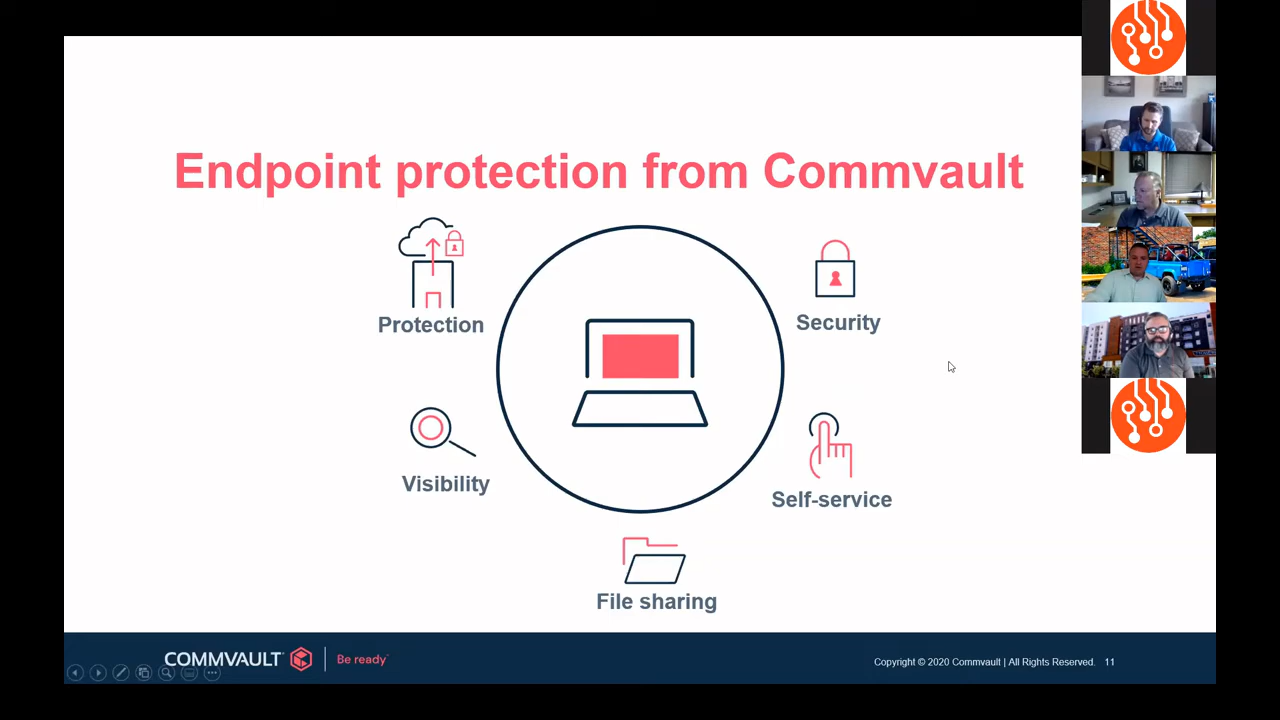 Endpoint protection from Commvault
Protection
Security
Visibility
Self-service
File sharing
COMMVAULT
Be ready
Copyright © 2020 Commvault | All Rights Reserved. 11